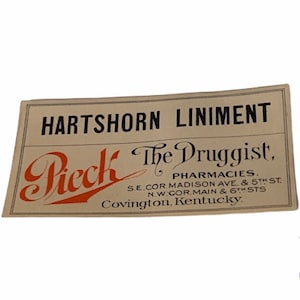 HARTSHORN LINIMENT
Pieck The Druggist,
PHARMACIES.
S.E. COR MADISON AVE. & 5TH ST.
N.W. COR. MAIN & 6TH STS
Covington, Kentucky.